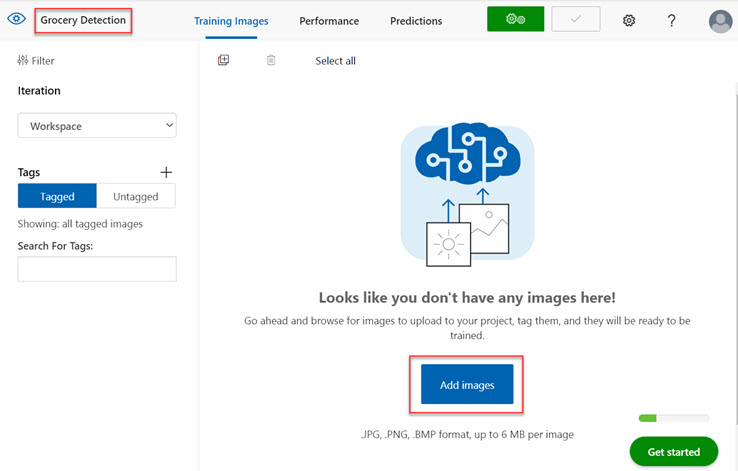 Grocery Detection
Training Images
Performance
Predictions
?
Filter
Select all
Iteration
Workspace
Tags
Tagged
Untagged
Showing: all tagged images
Search For Tags:
Looks like you don't have any images here!
Go ahead and browse for images to upload to your project, tag them, and they will be ready to be
trained.
Add images
.JPG, .PNG, .BMP format, up to 6 MB per image
Get started